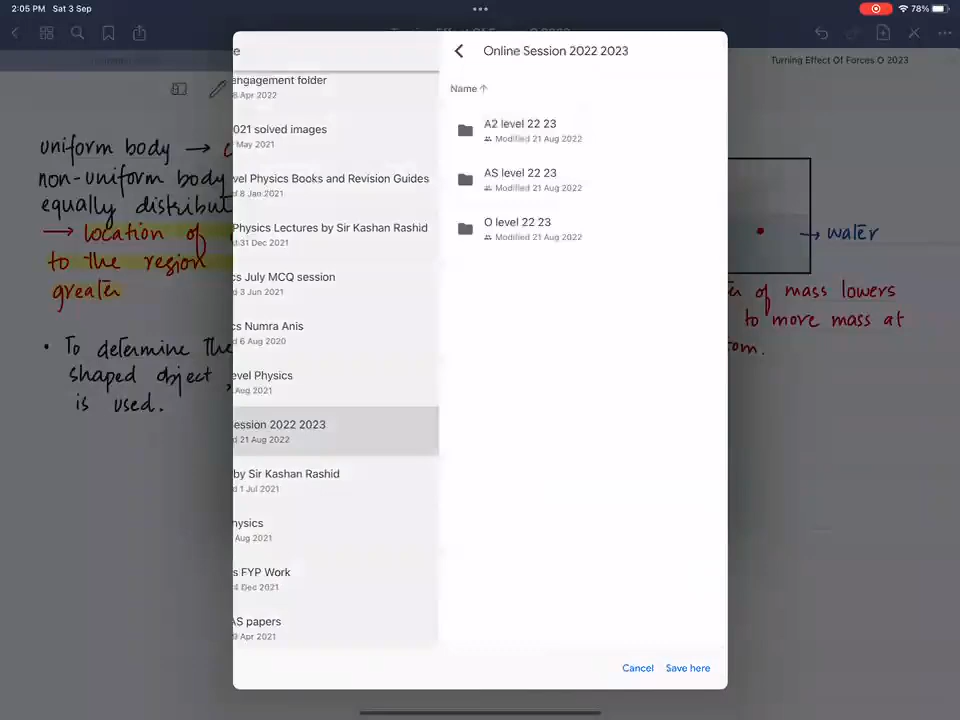 2:05 PM Sat 3 Sep
78%
Turning Effect Of Forces O 2023
e
Online Session 2022 2023
Name
engagement folder
8 Apr 2022
021 solved images
May 2021
vel Physics Books and Revision Guides
d 8 Jan 2021
Physics Lectures by Sir Kashan Rashid
d 31 Dec 2021
cs July MCQ session
d 3 Jun 2021
cs Numra Anis
d 6 Aug 2020
evel Physics
Aug 2021
ession 2022 2023
d 21 Aug 2022
by Sir Kashan Rashid
d 1 Jul 2021
hysics
Aug 2021
s FYP Work
4 Dec 2021
AS papers
9 Apr 2021
A2 level 22 23
Modified 21 Aug 2022
AS level 22 23
Modified 21 Aug 2022
O level 22 23
Modified 21 Aug 2022
Cancel Save here
uniform body → c
non-uniform body
equally distribut
→ location of
to the region
greater
• To determine the
shaped object ,
is used.
→ water
er of mass lowers
to more mass at
tom.